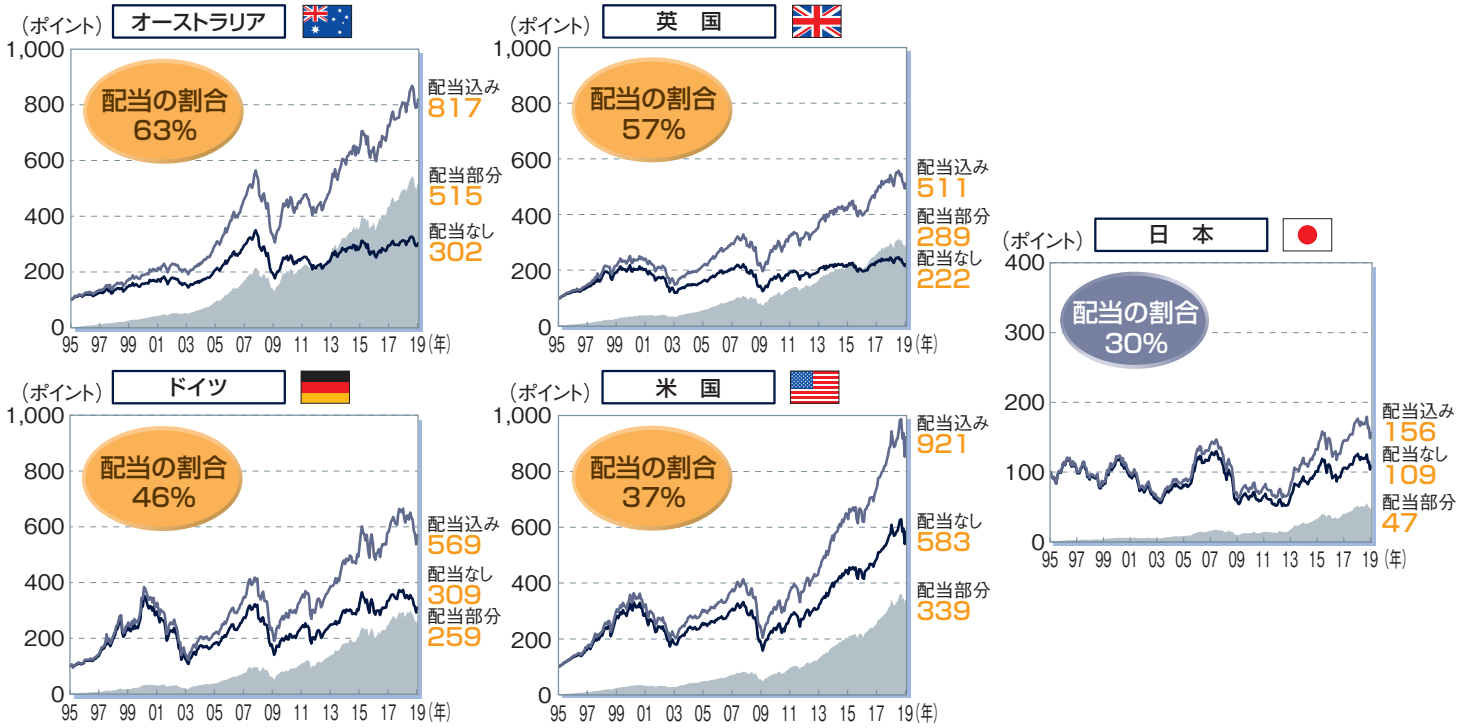 (ポイント) オーストラリア
1,000
800
600
400
200
0
配当の割合
63%
配当込み
817
配当部分
515
配当なし
302
95 97 99 01 03 05 07 09 11 13 15 17 19 (年)
(ポイント) 英 国
1,000
800
600
400
200
0
配当の割合
57%
配当込み
511
配当部分
289
配当なし
222
95 97 99 01 03 05 07 09 11 13 15 17 19 (年)
(ポイント) ドイツ
1,000
800
600
400
200
0
配当の割合
46%
配当込み
569
配当なし
309
配当部分
259
95 97 99 01 03 05 07 09 11 13 15 17 19 (年)
(ポイント) 米 国
1,000
800
600
400
200
0
配当の割合
37%
配当込み
921
配当なし
583
配当部分
339
95 97 99 01 03 05 07 09 11 13 15 17 19 (年)
(ポイント) 日 本
400
300
200
100
0
配当の割合
30%
配当込み
156
配当なし
109
配当部分
47
95 97 99 01 03 05 07 09 11 13 15 17 19 (年)